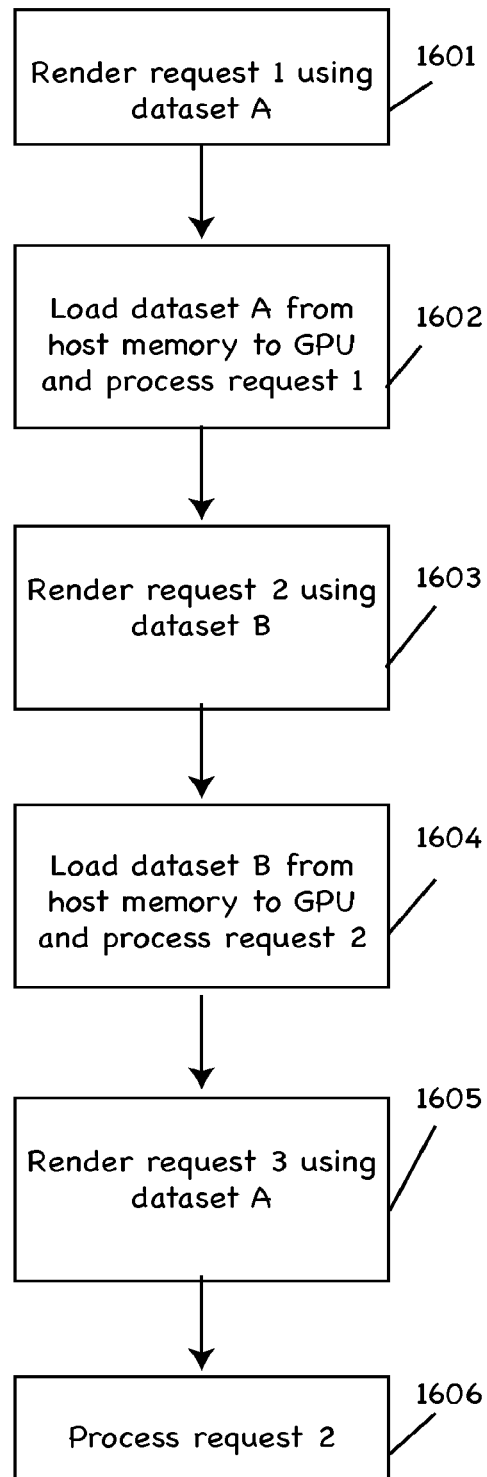 Render request 1 using
dataset A
1601
Load dataset A from
host memory to GPU
and process request 1
1602
Render request 2 using
dataset B
1603
Load dataset B from
host memory to GPU
and process request 2
1604
Render request 3 using
dataset A
1605
Process request 2
1606